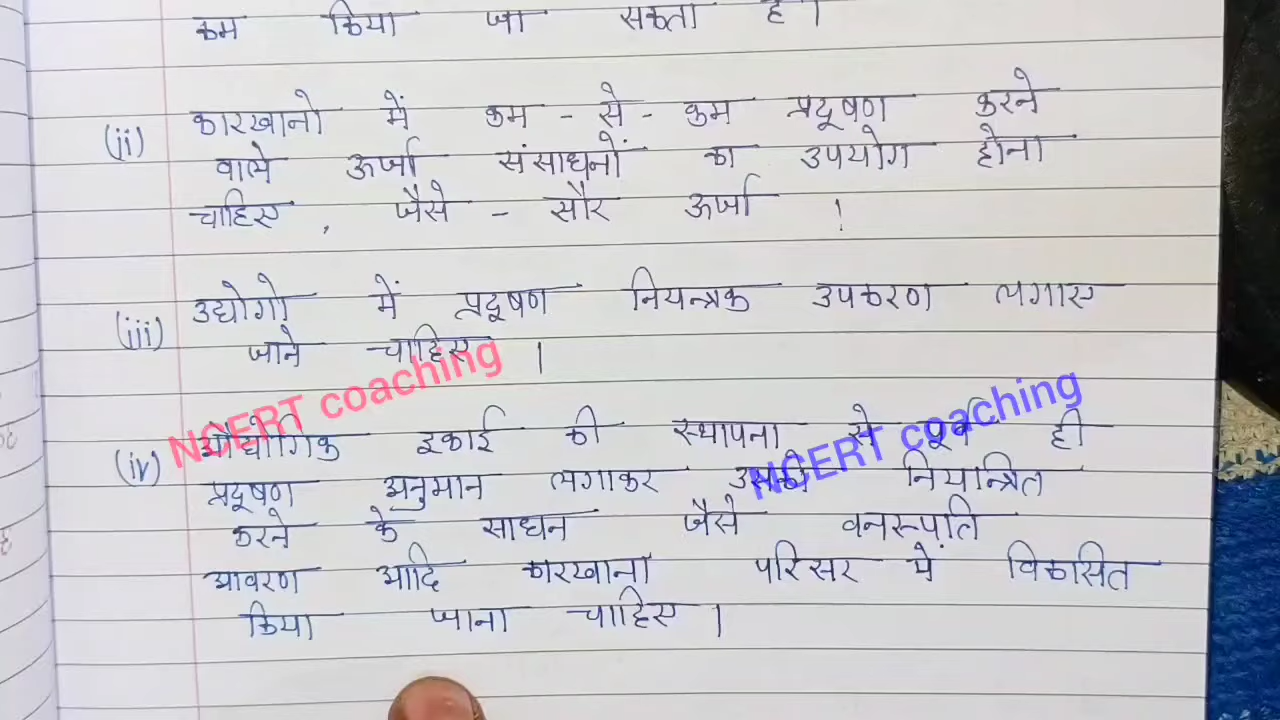 कम किया जा सकता है ।
(ii) कारखानो में कम - से - कम प्रदूषण करने
वाले ऊर्जा संसाधनों का उपयोग होना
चाहिए , जैसे - सौर ऊर्जा ।
(iii) उद्योगो में प्रदूषण नियन्त्रक उपकरण लगाए
जाने चाहिए ।
NCERT coaching
NCERT coaching
(iv) औद्योगिक इकाई की स्थापना से पूर्व ही
प्रदूषण अनुमान लगाकर उसकी नियान्त्रित
करने के साधन जैसे वनस्पति
आवरण आदि कारखाना परिसर में विकसित
किया जाना चाहिए ।